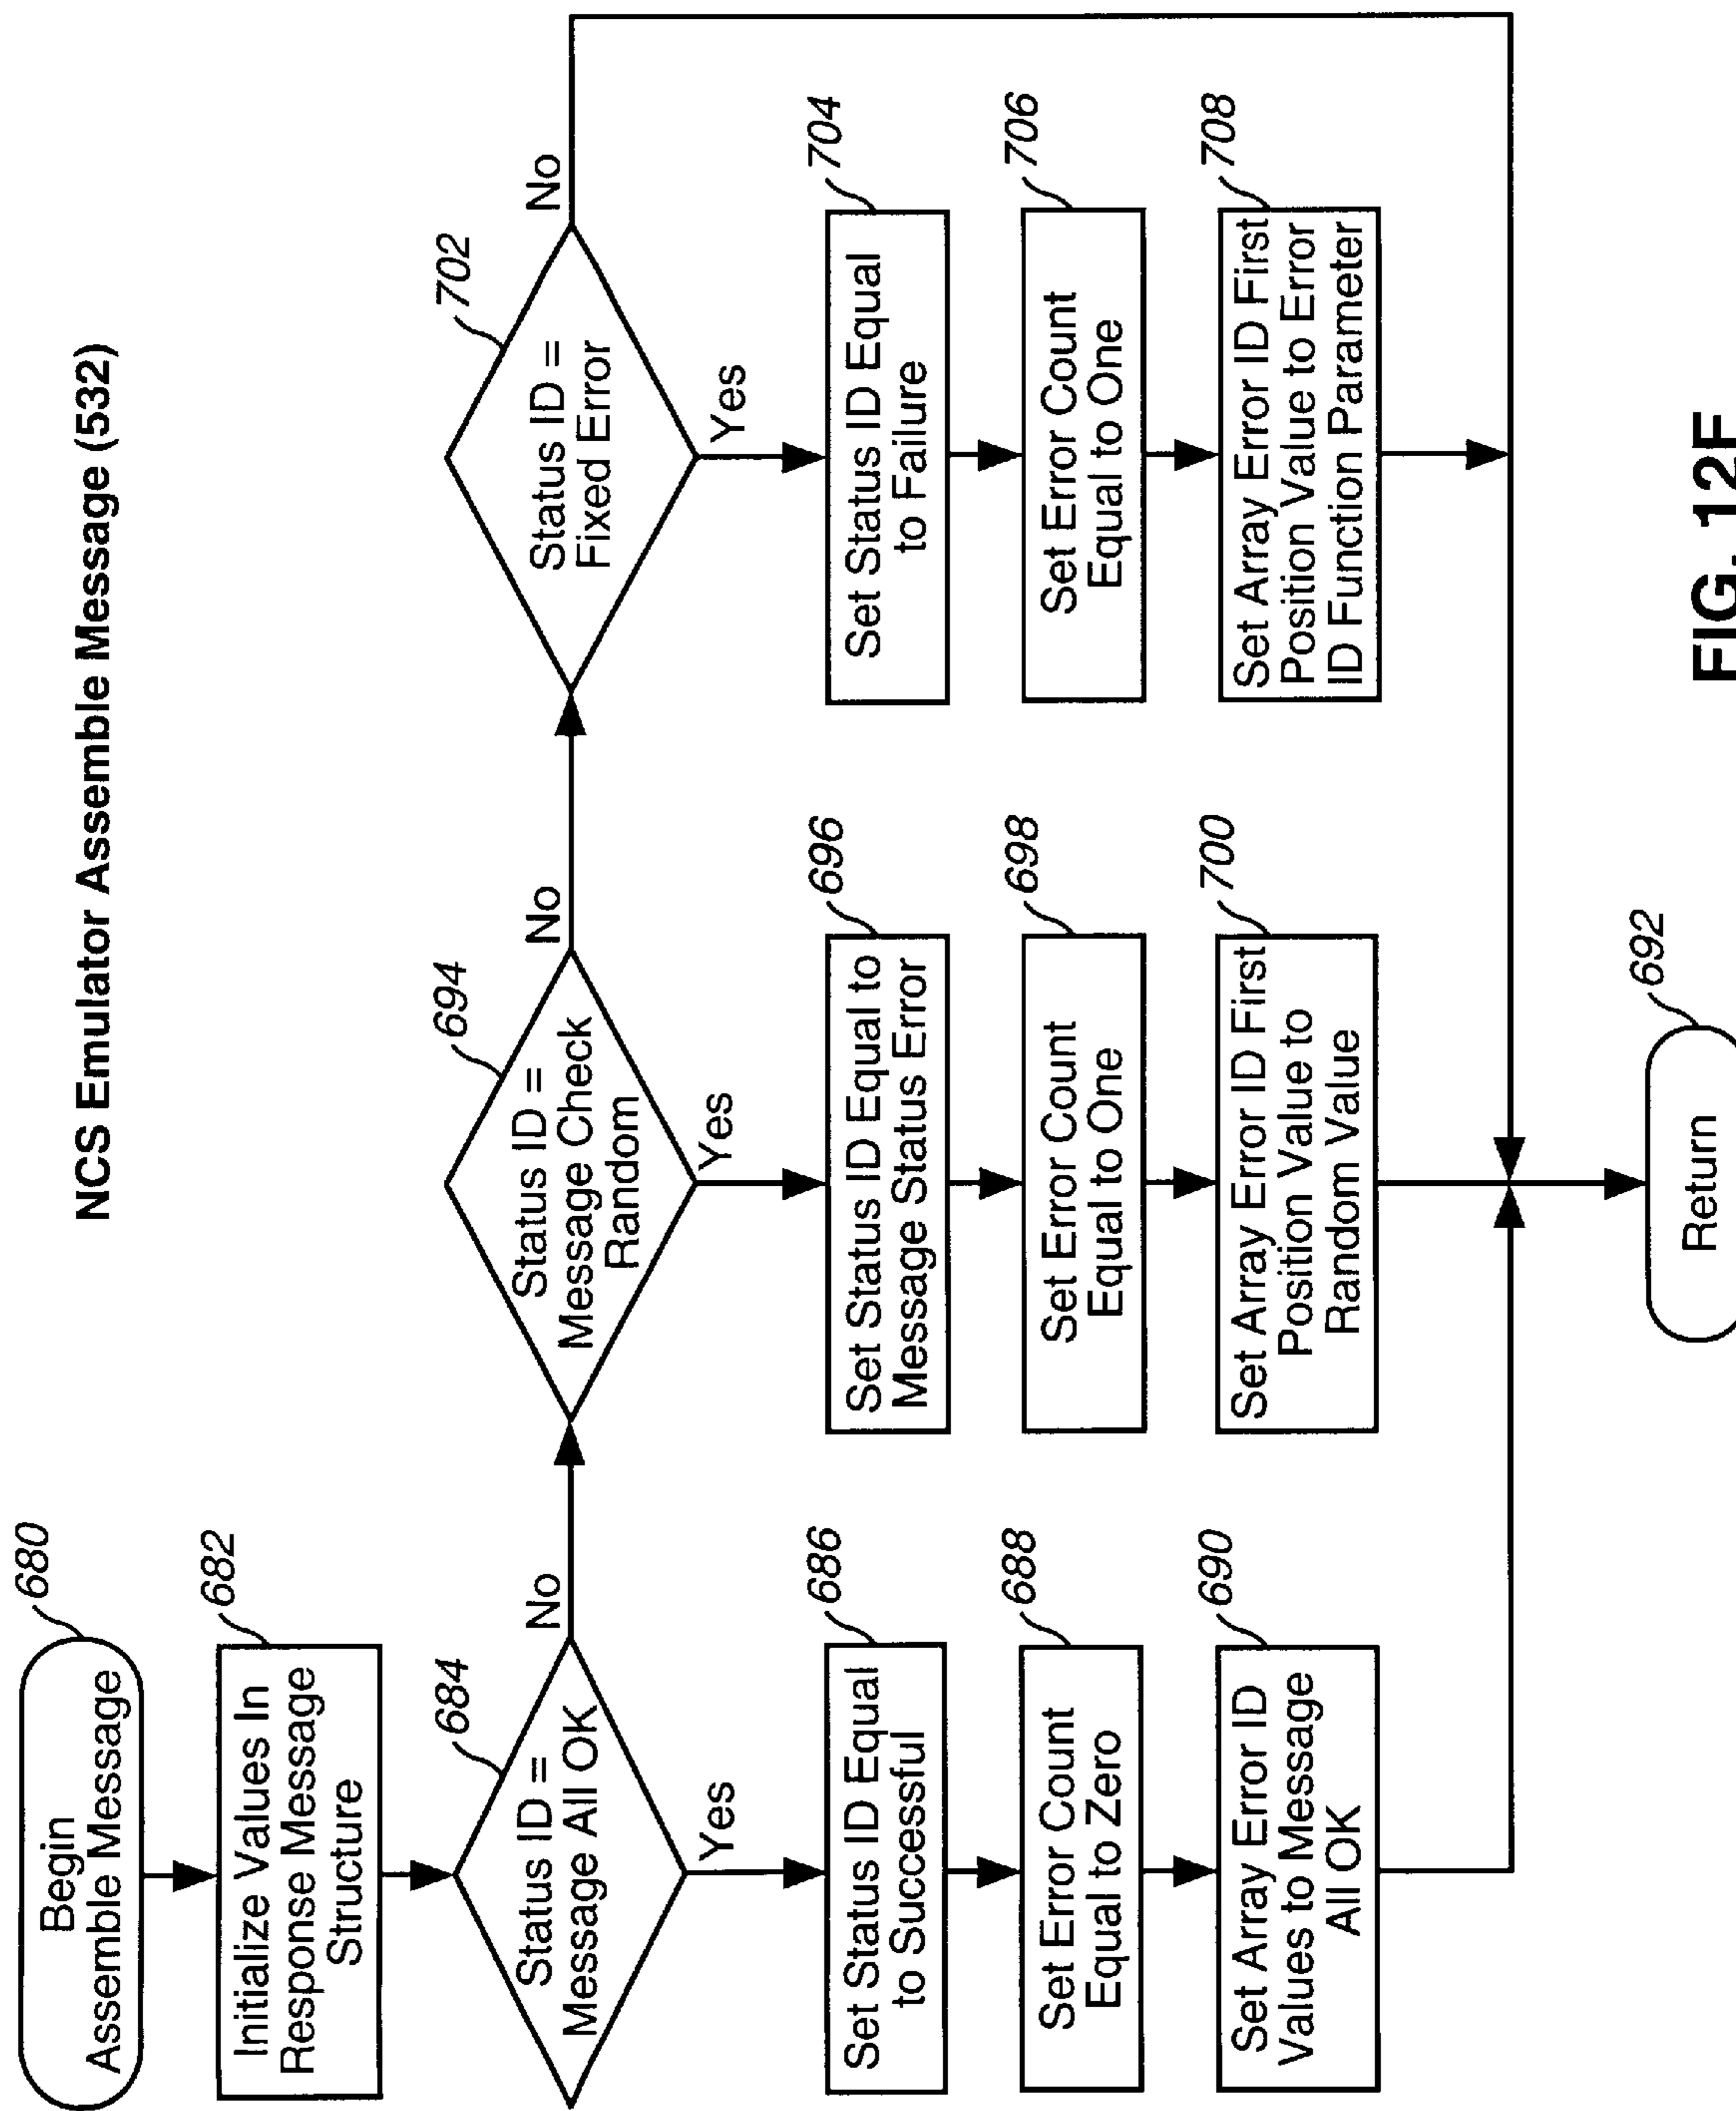 NCS Emulator Assemble Message (532)
680
Begin
Assemble Message
682
Initialize Values In
Response Message
Structure
684
Status ID =
Message All OK
No
Yes
686
Set Status ID Equal
to Successful
688
Set Error Count
Equal to Zero
690
Set Array Error ID
Values to Message
All OK
694
Status ID =
Message Check
Random
No
Yes
696
Set Status ID Equal to
Message Status Error
698
Set Error Count
Equal to One
700
Set Array Error ID First
Position Value to
Random Value
702
Status ID =
Fixed Error
No
Yes
704
Set Status ID Equal
to Failure
706
Set Error Count
Equal to One
708
Set Array Error ID First
Position Value to Error
ID Function Parameter
692
Return
FIG.